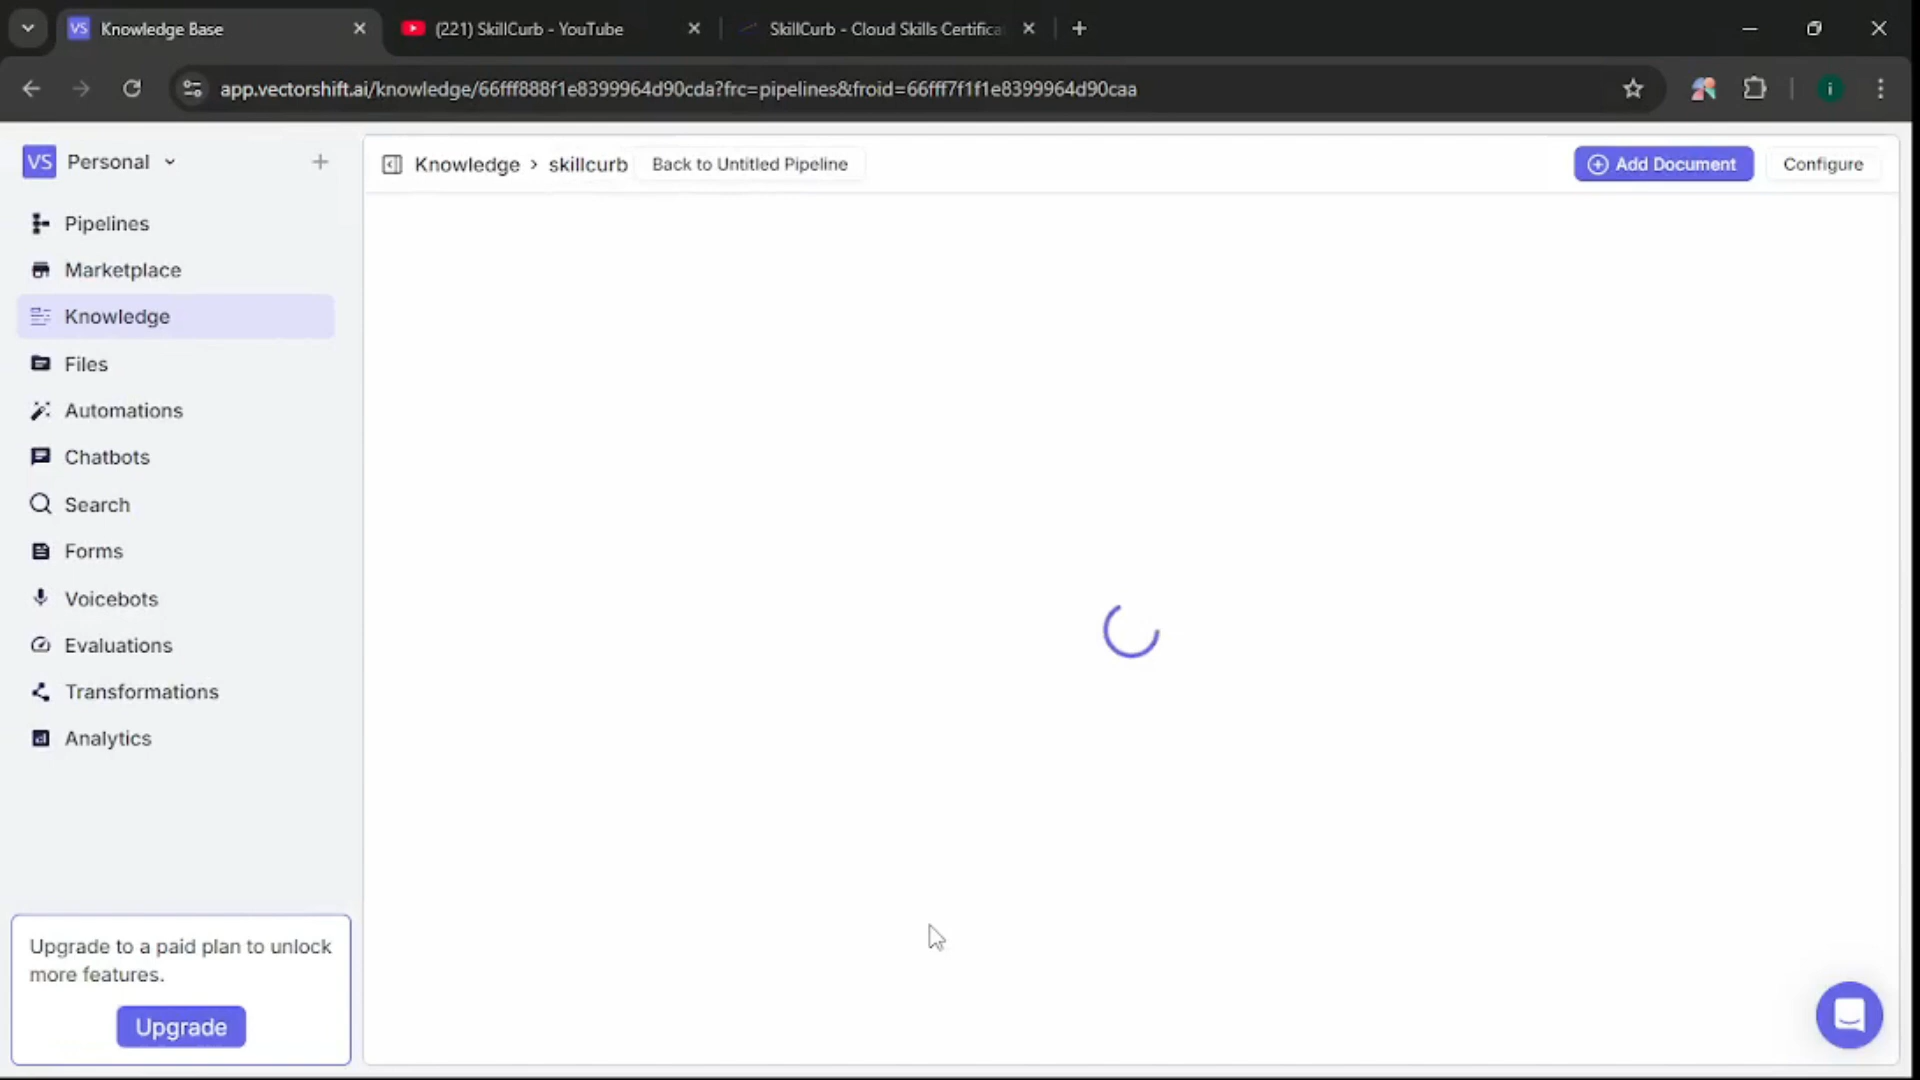 VS Knowledge Base
(221) SkillCurb - YouTube
SkillCurb - Cloud Skills Certifica
app.vectorshift.ai/knowledge/66fff888f1e8399964d90cda?frc=pipelines&froid=66fff7f1f1e8399964d90caa
i
VS Personal
Knowledge > skillcurb
Back to Untitled Pipeline
Add Document
Configure
Pipelines
Marketplace
Knowledge
Files
Automations
Chatbots
Search
Forms
Voicebots
Evaluations
Transformations
Analytics
Upgrade to a paid plan to unlock
more features.
Upgrade